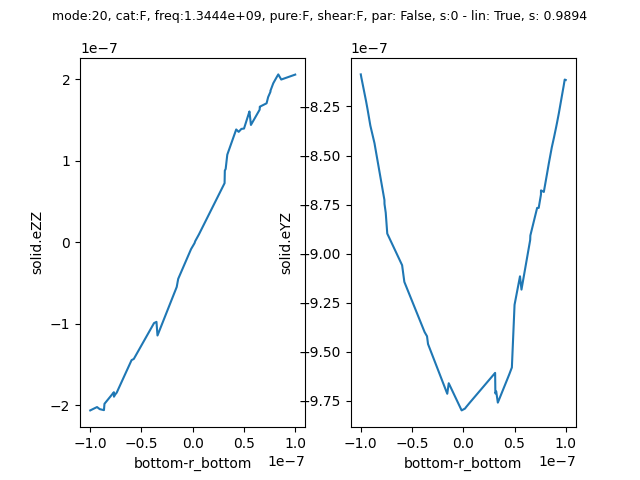 mode:20, cat:F, freq:1.3444e+09, pure:F, shear:F, par: False, s:0 - lin: True, s: 0.9894
1e−7
2
1
0
−1
−2
solid.eZZ
−1.0 −0.5 0.0 0.5 1.0
bottom-r_bottom 1e−7
1e−7
−8.25
−8.50
−8.75
−9.00
−9.25
−9.50
−9.75
solid.eYZ
−1.0 −0.5 0.0 0.5 1.0
bottom-r_bottom 1e−7